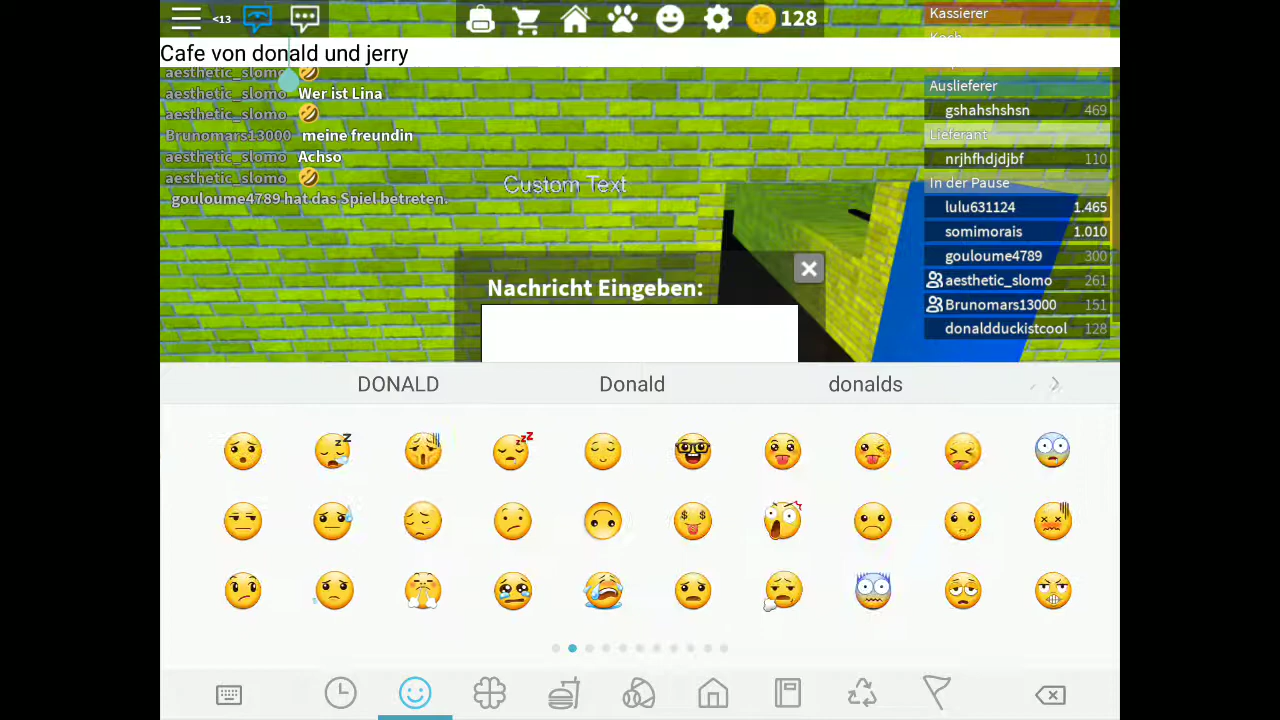 <13
128
Cafe von donald und jerry
aesthetic_slomo
aesthetic_slomo Wer ist Lina
aesthetic_slomo
Brunomars13000 meine freundin
aesthetic_slomo Achso
aesthetic_slomo
gouloume4789 hat das Spiel betreten.
Custom Text
Nachricht Eingeben:
Kassierer
Koch
Auslieferer
gshahshshsn 469
Lieferant
nrjhfhdjdjbf 110
In der Pause
lulu631124 1.465
somimorais 1.010
gouloume4789 300
aesthetic_slomo 261
Brunomars13000 151
donaldduckistcool 128
DONALD Donald donalds